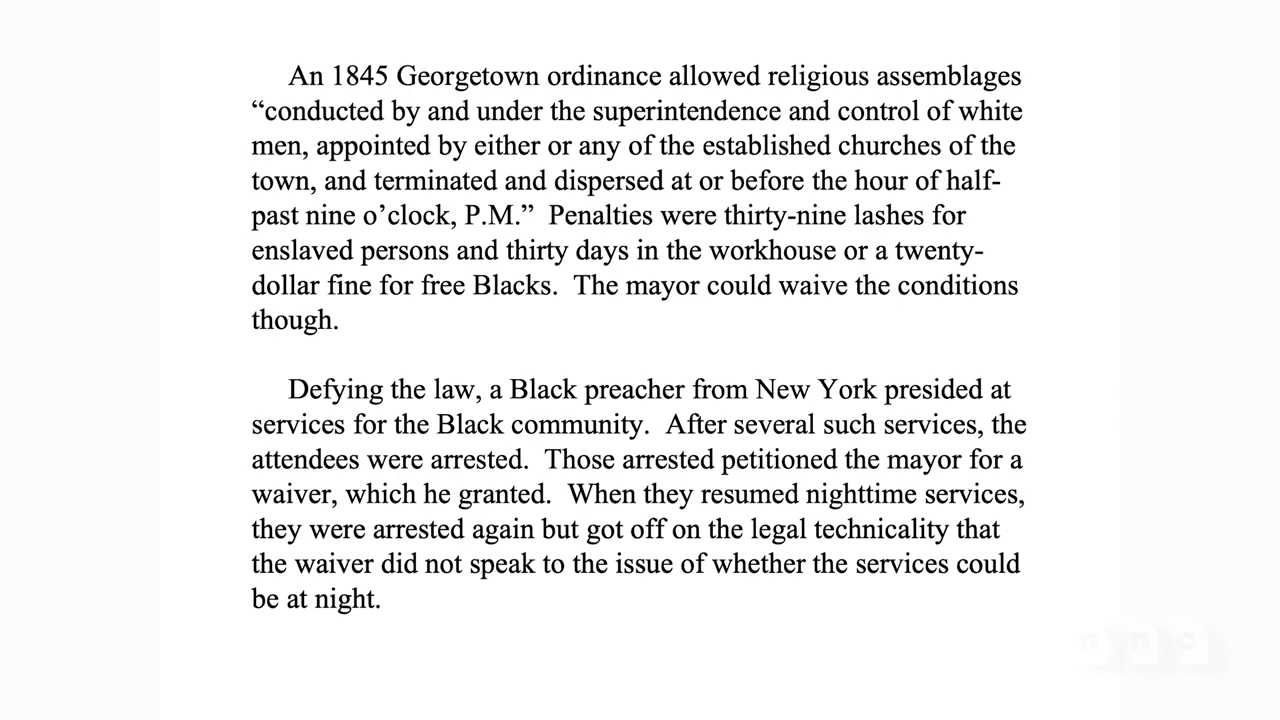 An 1845 Georgetown ordinance allowed religious assemblages
“conducted by and under the superintendence and control of white
men, appointed by either or any of the established churches of the
town, and terminated and dispersed at or before the hour of half-
past nine o’clock, P.M.”  Penalties were thirty-nine lashes for
enslaved persons and thirty days in the workhouse or a twenty-
dollar fine for free Blacks.  The mayor could waive the conditions
though.
Defying the law, a Black preacher from New York presided at
services for the Black community.  After several such services, the
attendees were arrested.  Those arrested petitioned the mayor for a
waiver, which he granted.  When they resumed nighttime services,
they were arrested again but got off on the legal technicality that
the waiver did not speak to the issue of whether the services could
be at night.
n n c